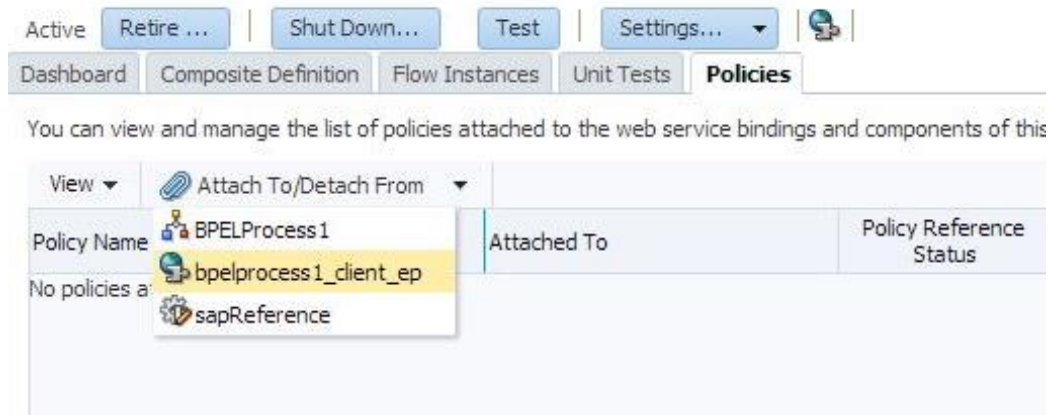 Active Retire ... Shut Down... Test Settings...
Dashboard Composite Definition Flow Instances Unit Tests Policies
You can view and manage the list of policies attached to the web service bindings and components of this
View Attach To/Detach From
Policy Name Attached To Policy Reference Status
BPELProcess1
bpelprocess1_client_ep
No policies a
sapReference